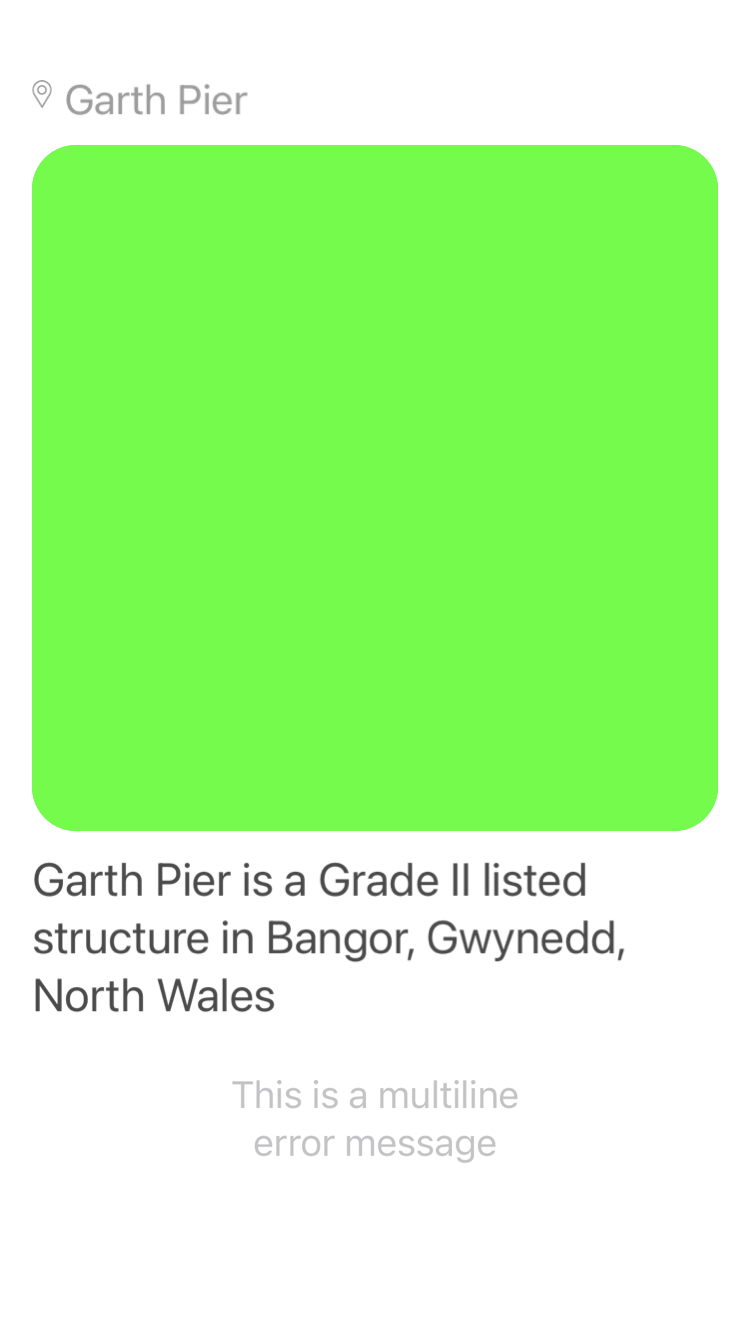 Garth Pier
Garth Pier is a Grade II listed
structure in Bangor, Gwynedd,
North Wales
This is a multiline
error message